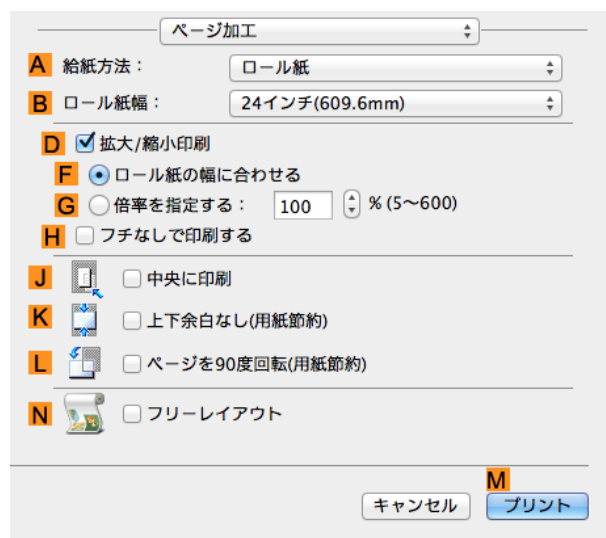 ページ加工
A 給紙方法： ロール紙
B ロール紙幅： 24インチ(609.6mm)
D 拡大/縮小印刷
F ロール紙の幅に合わせる
G 倍率を指定する： 100 % (5〜600)
H フチなしで印刷する
J 中央に印刷
K 上下余白なし(用紙節約)
L ページを90度回転(用紙節約)
N フリーレイアウト
M
キャンセル プリント